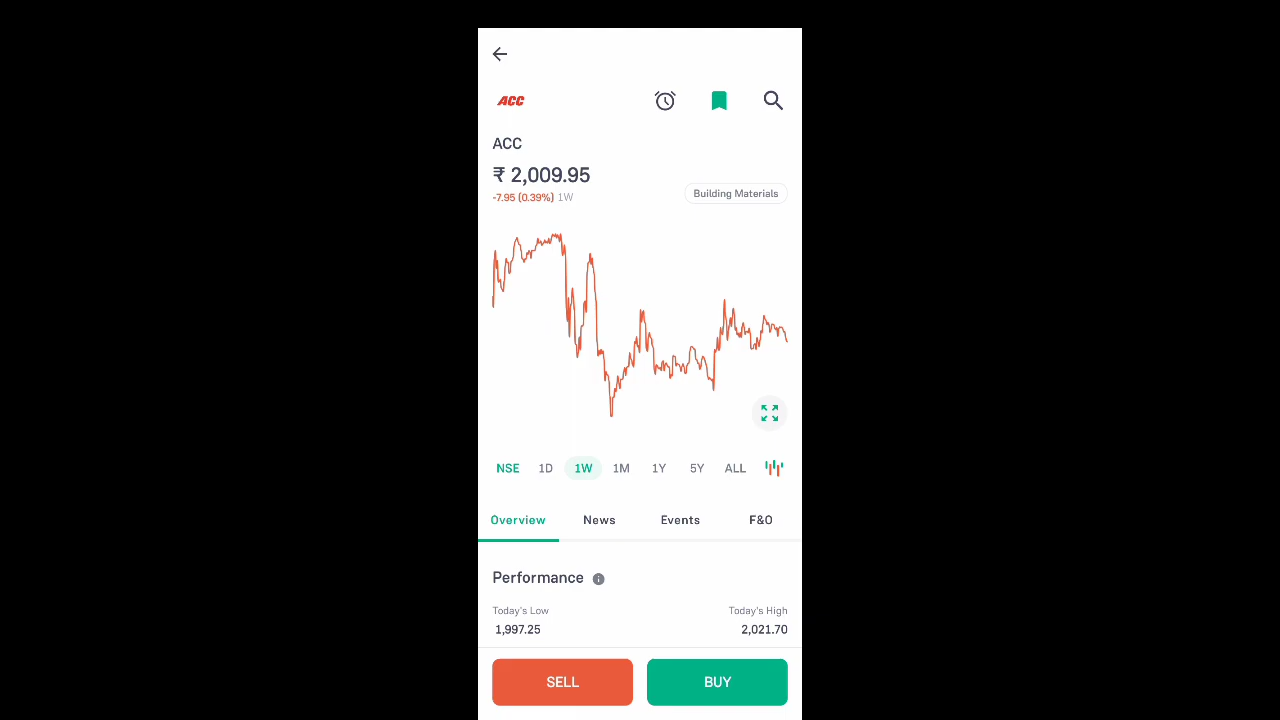 ACC
ACC
₹ 2,009.95
-7.95 (0.39%) 1W
Building Materials
NSE 1D 1W 1M 1Y 5Y ALL
Overview News Events F&O
Performance
Today's Low Today's High
1,997.25 2,021.70
SELL BUY